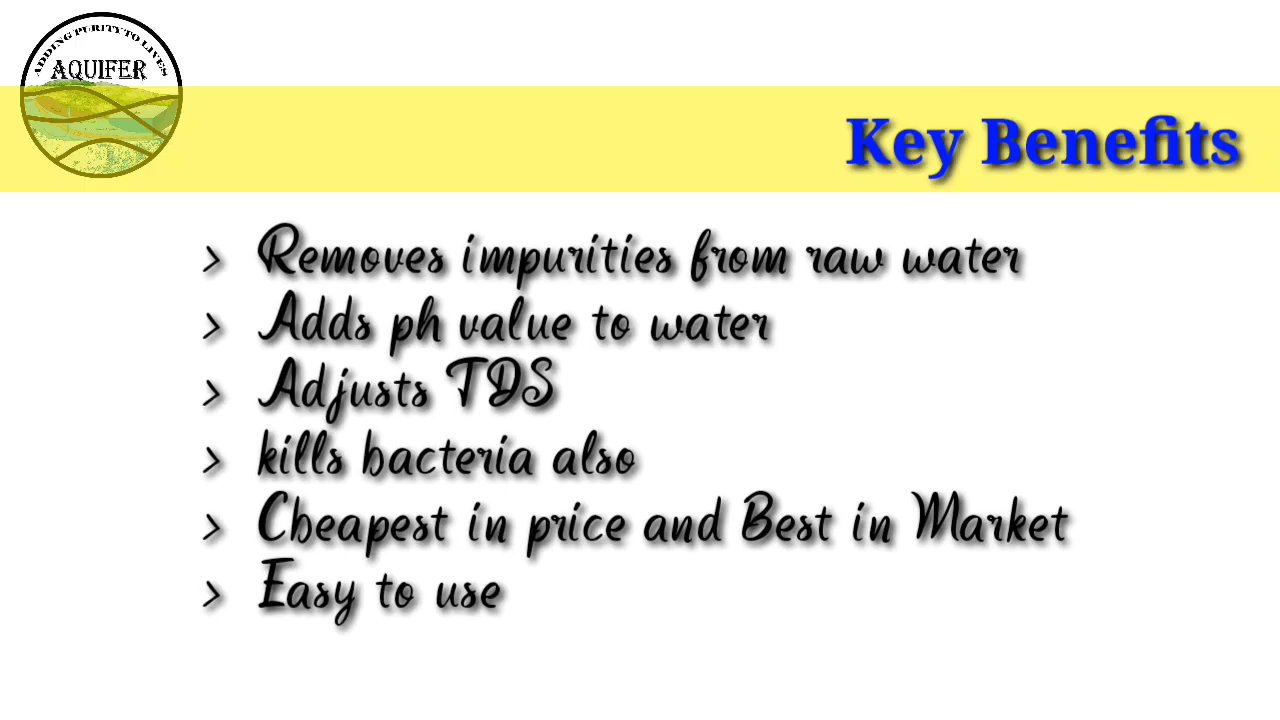 ADDING PURITY TO LIVES
AQUIFER
Key Benefits
> Removes impurities from raw water
> Adds ph value to water
> Adjusts TDS
> kills bacteria also
> Cheapest in price and Best in Market
> Easy to use